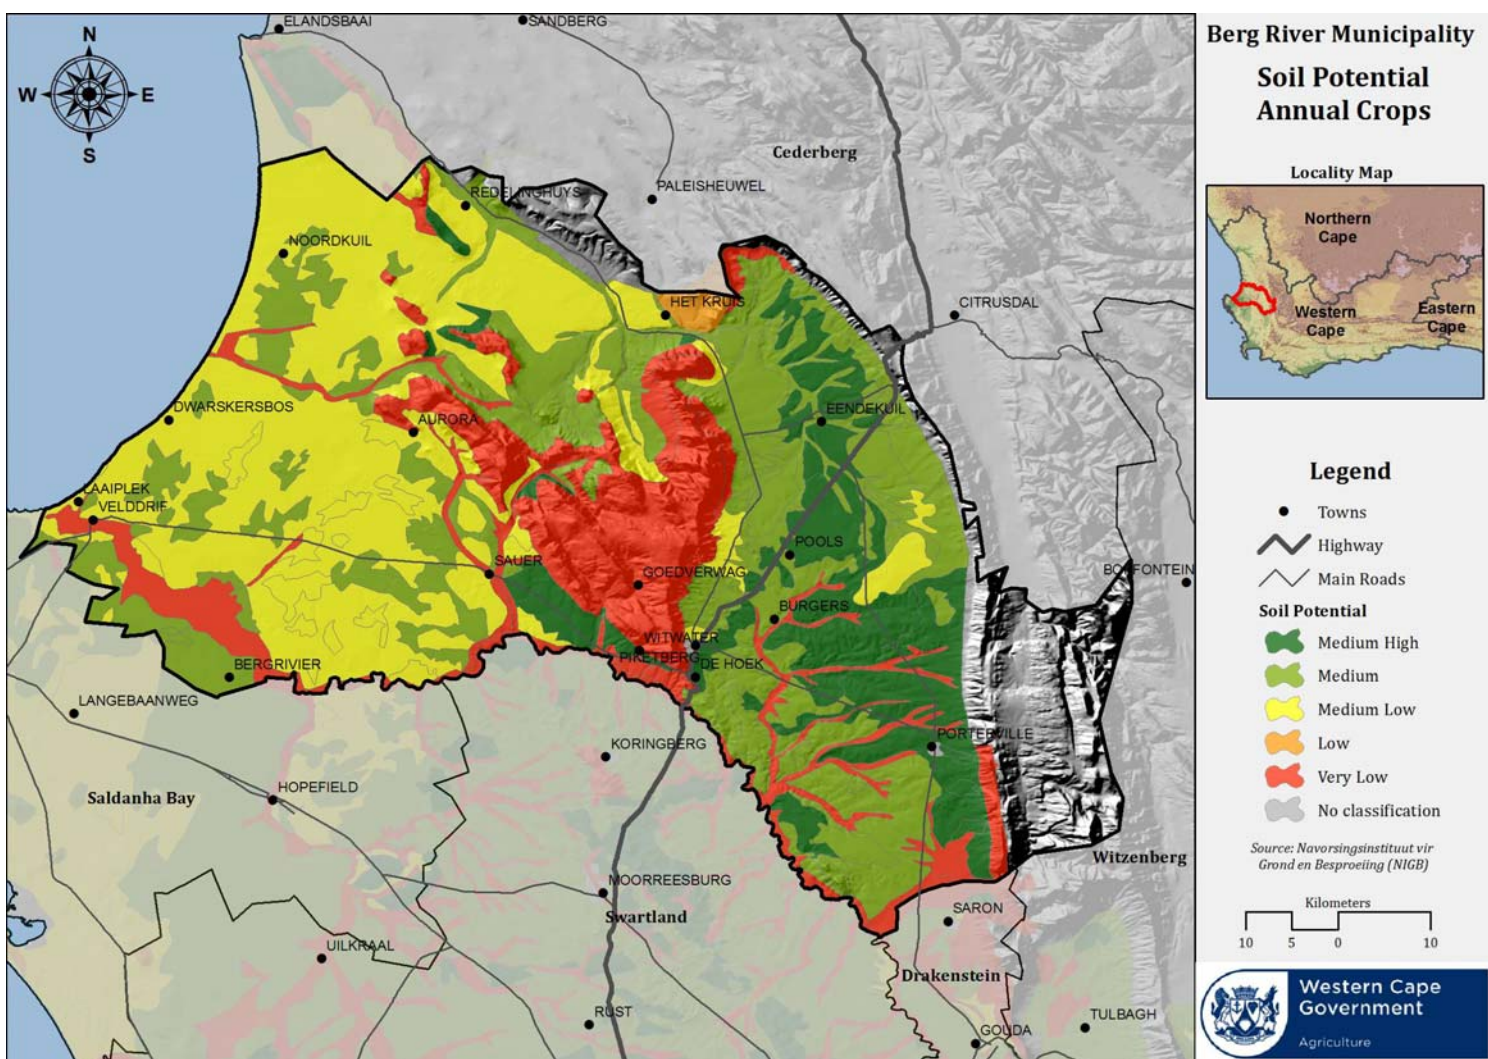 ELANDSBAAI
SANDBERG
N
W
E
S
Cederberg
REDELINGHUYS
PALEISHEUWEL
NOORDKUIL
HET KRUIS
CITRUSDAL
DWARSKERSBOS
AURORA
EENDEKUIL
LAAIPLEK
VELDDRIF
POOLS
SAUER
GOEDVERWAG
BURGERS
WITWATER
PIKETBERG
DE HOEK
BERGRIVIER
LANGEBAANWEG
KORINGBERG
PORTERVILLE
HOPEFIELD
Saldanha Bay
Witzenberg
MOORREESBURG
Swartland
SARON
UILKRAAL
Drakenstein
RUST
TULBAGH
GOUDA
Berg River Municipality
Soil Potential
Annual Crops
Locality Map
Northern
Cape
Western
Cape
Eastern
Cape
Legend
Towns
Highway
Main Roads
Soil Potential
Medium High
Medium
Medium Low
Low
Very Low
No classification
Source: Navorsingsinstituut vir
Grond en Besproeiing (NIGB)
Kilometers
10 5 0 10
Western Cape
Government
Agriculture